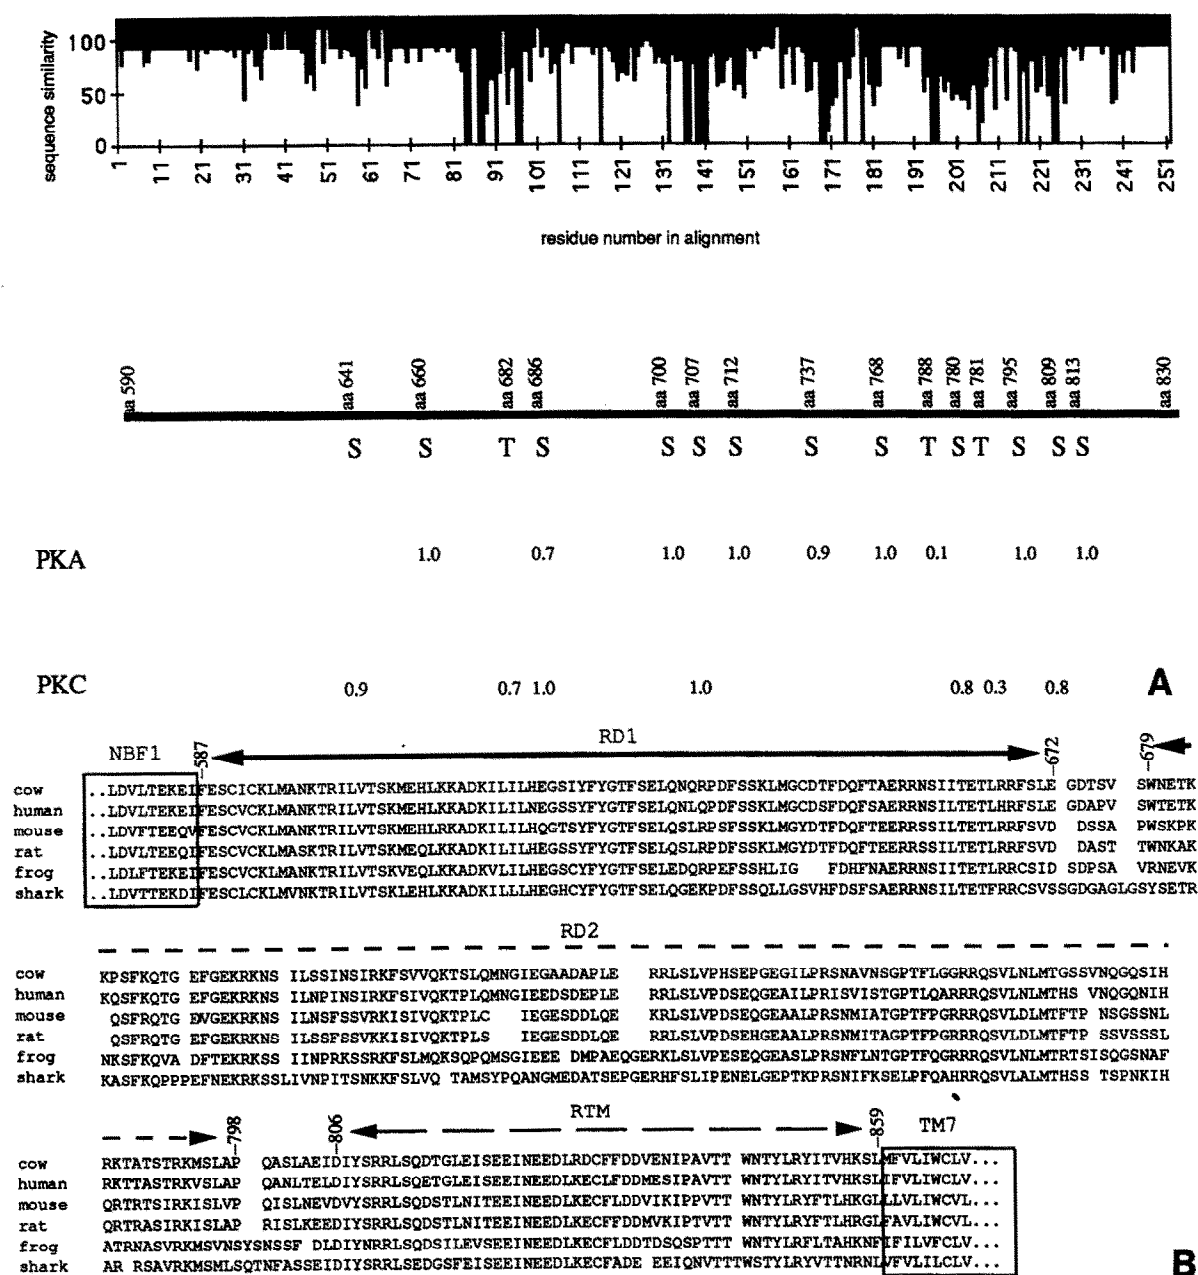 sequence similarity
100
50
0
1 11 21 31 41 51 61 71 81 91 101 111 121 131 141 151 161 171 181 191 201 211 221 231 241 251
residue number in alignment
aa 590 aa 641 aa 660 aa 682 aa 686 aa 700 aa 707 aa 712 aa 737 aa 768 aa 788 aa 780 aa 781 aa 795 aa 809 aa 813 aa 830
S S T S S S S S S T S T S S S
PKA 1.0 0.7 1.0 1.0 0.9 1.0 0.1 1.0 1.0
PKC 0.9 0.7 1.0 1.0 0.8 0.3 0.8
A
NBF1 587 RD1 672 679
cow ..LDVLTEKEIFESCICKLMANKTRILVTSKMEHLKKADKILILHEGSIYFYGTFSELQNQRPDFSSKLMGCDTFDQFTAERRNSIITETLRRFSLE GDTSV SWNETK
human ..LDVLTEKEIFESCVCKLMANKTRILVTSKMEHLKKADKILILHEGSSYFYGTFSELQNLQPDFSSKLMGCDSFDQFSAERRNSILTETLHRFSLE GDAPV SWTETK
mouse ..LDVFTEEQVFESCVCKLMANKTRILVTSKMEHLRKADKILILHQGTSYFYGTFSELQSLRPSFSSKLMGYDTFDQFTEERRSSILTETLRRFSVD DSSA PWSKPK
rat ..LDVLTEEQIFESCVCKLMASKTRILVTSKMEQLKKADKILILHEGSSYFYGTFSELQSLRPDFSSKLMGYDTFDQFTEERRSSILTETLRRFSVD DAST TWNKAK
frog ..LDLFTEKEIFESCVCKLMANKTRILVTSKVEQLKKADKVLILHEGSCYFYGTFSELEDQRPEFSSHLIG FDHFNAERRNSIITETLRRCSID SDPSA VRNEVK
shark ..LDVTTEKDIFESCLCKLMVNKTRILVTSKLEHLKKADKILLLHEGHCYFYGTFSELQGEKPDFSSQLLGSVHFDSFSAERRNSILTETFRRCSVSSGDGAGLGSYSETR
RD2
cow KPSFKQTG EFGEKRKNS ILSSINSIRKFSVVQKTSLQMNGIEGAADAPLE RRLSLVPHSEPGEGILPRSNAVNSGPTFLGGRRQSVLNLMTGSSVNQGQSIH
human KQSFKQTG EFGEKRKNS ILNPINSIRKFSIVQKTPLQMNGIEEDSDEPLE RRLSLVPDSEQGEAILPRISVISTGPTLQARRRQSVLNLMTHS VNQGQNIH
mouse QSFRQTG EVGEKRKNS ILNSFSSVRKISIVQKTPLC IEGESDDLQE KRLSLVPDSEQGEAALPRSNMIATGPTFPGRRRQSVLDLMTFTP NSGSSNL
rat QSFRQTG EFGEKRKNS ILSSFSSVKKISIVQKTPLS IEGESDDLQE RRLSLVPDSEHGEAALPRSNMITAGPTFPGRRRQSVLDLMTFTP SSVSSSL
frog NKSFKQVA DFTEKRKSS IINPRKSSRKFSLMQKSQPQMSGIEEE DMPAEQGERKLSLVPESEQGEASLPRSNFLNTGPTFQGRRRQSVLNLMTRTSISQGSNAF
shark KASFKQPPPEFNEKRKSSLIVNPITSNKKFSLVQ TAMSYPQANGMEDATSEPGERHFSLIPENELGEPTKPRSNIFKSELPFQAHRRQSVLALMTHSS TSPNKIH
798 806 RTM 859 TM7
cow RKTATSTRKMSLAP QASLAEIDIYSRRLSQDTGLEISEEINEEDLRDCFFDDVENIPAVTT WNTYLRYITVHKSLMFVLIWCLV...
human RKTTASTRKVSLAP QANLTELDIYSRRLSQETGLEISEEINEEDLKECLFDDMESIPAVTT WNTYLRYITVHKSLIFVLIWCLV...
mouse QRTRTSIRKISLVP QISLNEVDVYSRRLSQDSTLNITEEINEEDLKECFLDDVIKIPPVTT WNTYLRYFTLHKGLLLVLIWCVL...
rat QRTRASIRKISLAP RISLKEEDIYSRRLSQDSTLNITEEINEEDLKECFFDDMVKIPTVTT WNTYLRYFTLHRGLFAVLIWCVL...
frog ATRNASVRKMSVNSYSNSSF DLDIYNRRLSQDSILEVSEEINEEDLKECFLDDTDSQSPTTT WNTYLRFLTAHKNFIFILVFCLV...
shark AR RSAVRKMSMLSQTNFASSEIDIYSRRLSEDGSFEISEEINEEDLKECFADE EEIQNVTTTWSTYLRYVTTNRNLVFVLILCLV...
B